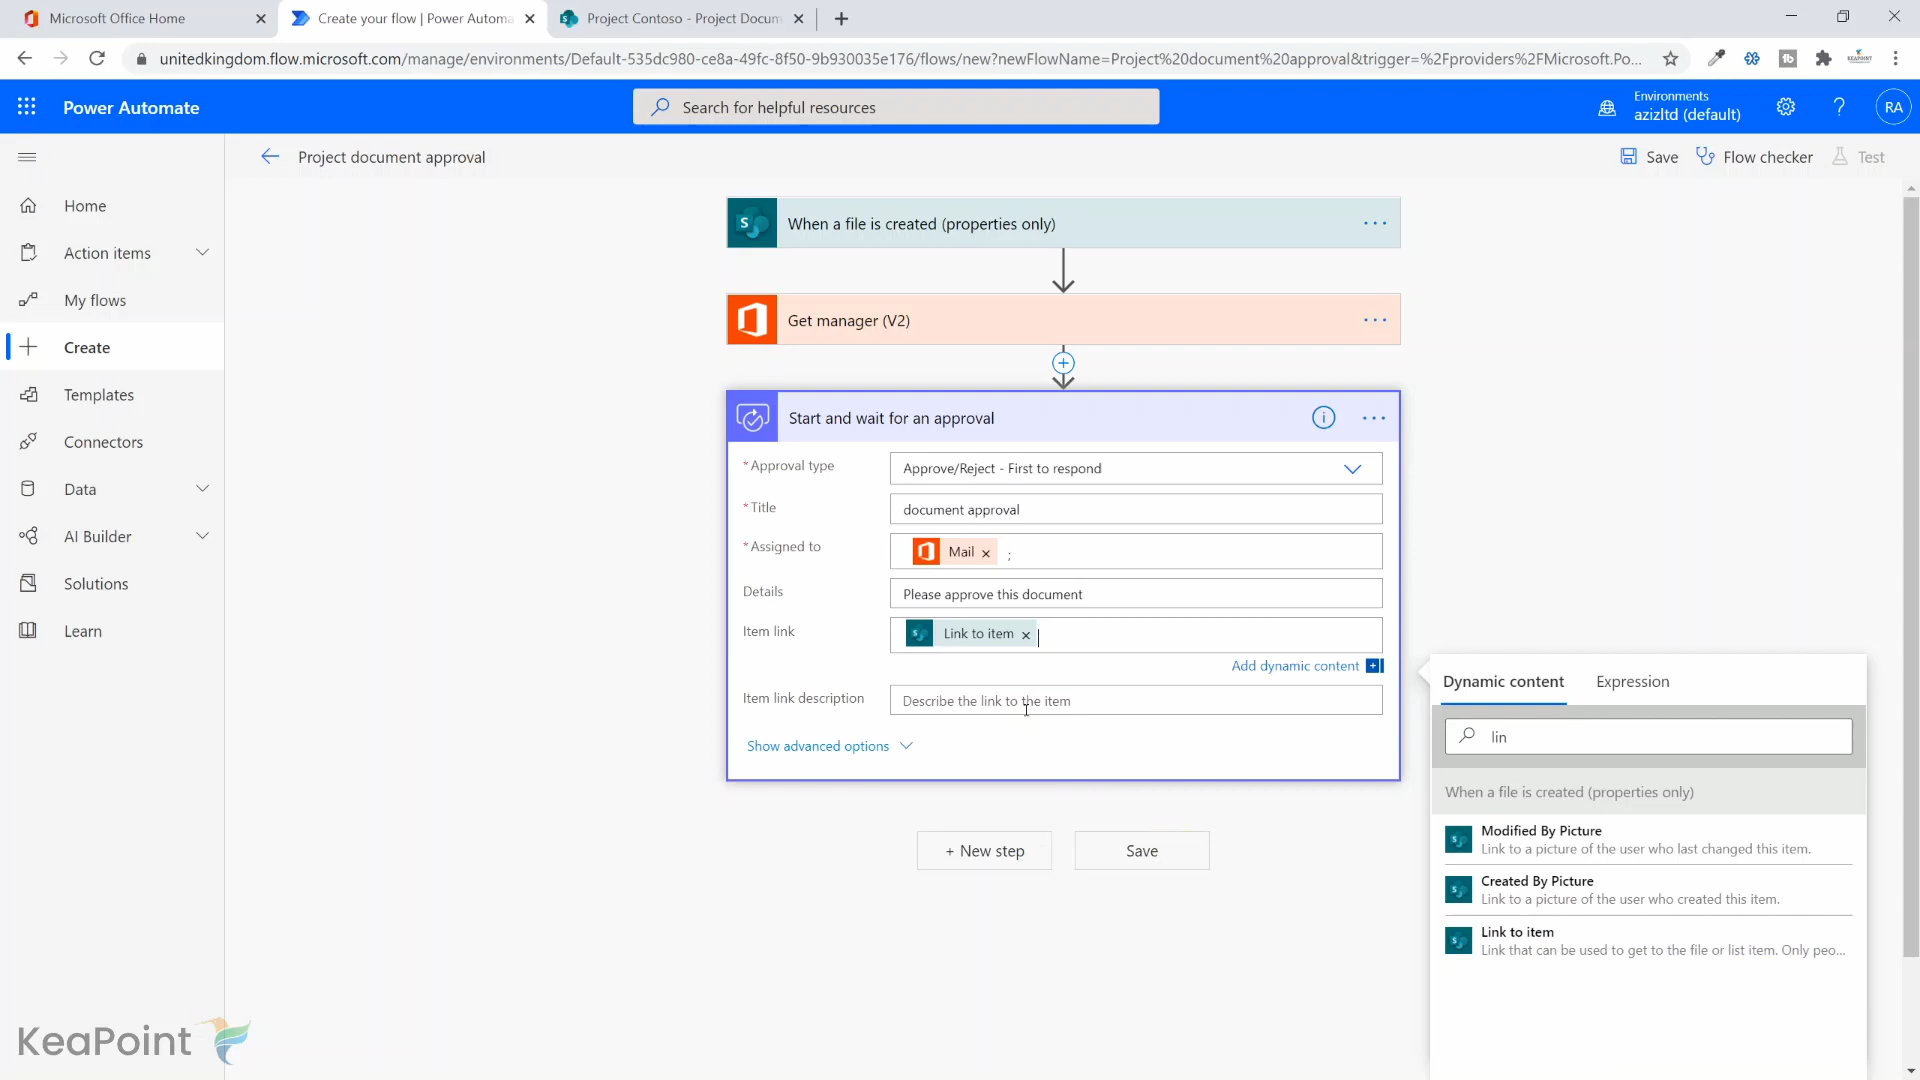 Microsoft Office Home
Create your flow | Power Automa
Project Contoso - Project Docum
unitedkingdom.flow.microsoft.com/manage/environments/Default-535dc980-ce8a-49fc-8f50-9b930035e176/flows/new?newFlowName=Project%20document%20approval&trigger=%2Fproviders%2FMicrosoft.Po...
Power Automate
Search for helpful resources
Environments
azizltd (default)
?
RA
Project document approval
Save
Flow checker
Test
Home
Action items
My flows
Create
Templates
Connectors
Data
AI Builder
Solutions
Learn
When a file is created (properties only)
Get manager (V2)
Start and wait for an approval
* Approval type
Approve/Reject - First to respond
* Title
document approval
* Assigned to
Mail × ;
Details
Please approve this document
Item link
Link to item ×
Add dynamic content
Item link description
Describe the link to the item
Show advanced options
+ New step
Save
Dynamic content
Expression
lin
When a file is created (properties only)
Modified By Picture
Link to a picture of the user who last changed this item.
Created By Picture
Link to a picture of the user who created this item.
Link to item
Link that can be used to get to the file or list item. Only peo...
KeaPoint